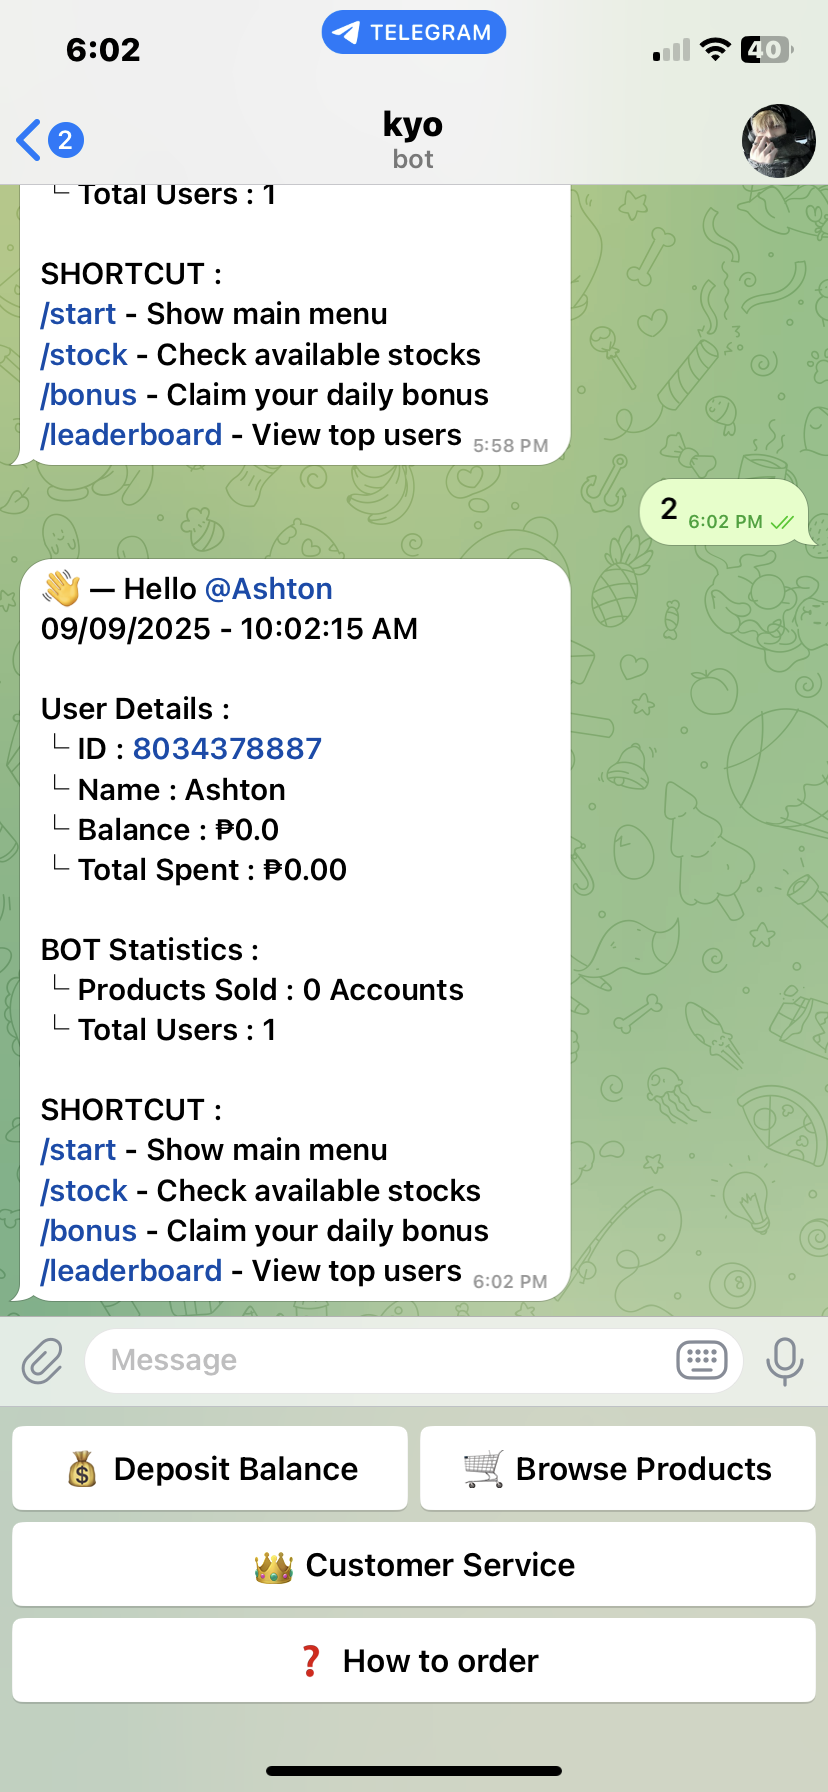 6:02
TELEGRAM
40
2
kyo
bot
└ Total Users : 1
SHORTCUT :
/start - Show main menu
/stock - Check available stocks
/bonus - Claim your daily bonus
/leaderboard - View top users 5:58 PM
2 6:02 PM
👋 — Hello @Ashton
09/09/2025 - 10:02:15 AM
User Details :
└ ID : 8034378887
└ Name : Ashton
└ Balance : ₱0.0
└ Total Spent : ₱0.00
BOT Statistics :
└ Products Sold : 0 Accounts
└ Total Users : 1
SHORTCUT :
/start - Show main menu
/stock - Check available stocks
/bonus - Claim your daily bonus
/leaderboard - View top users 6:02 PM
Message
💰 Deposit Balance
🛒 Browse Products
👑 Customer Service
❓ How to order